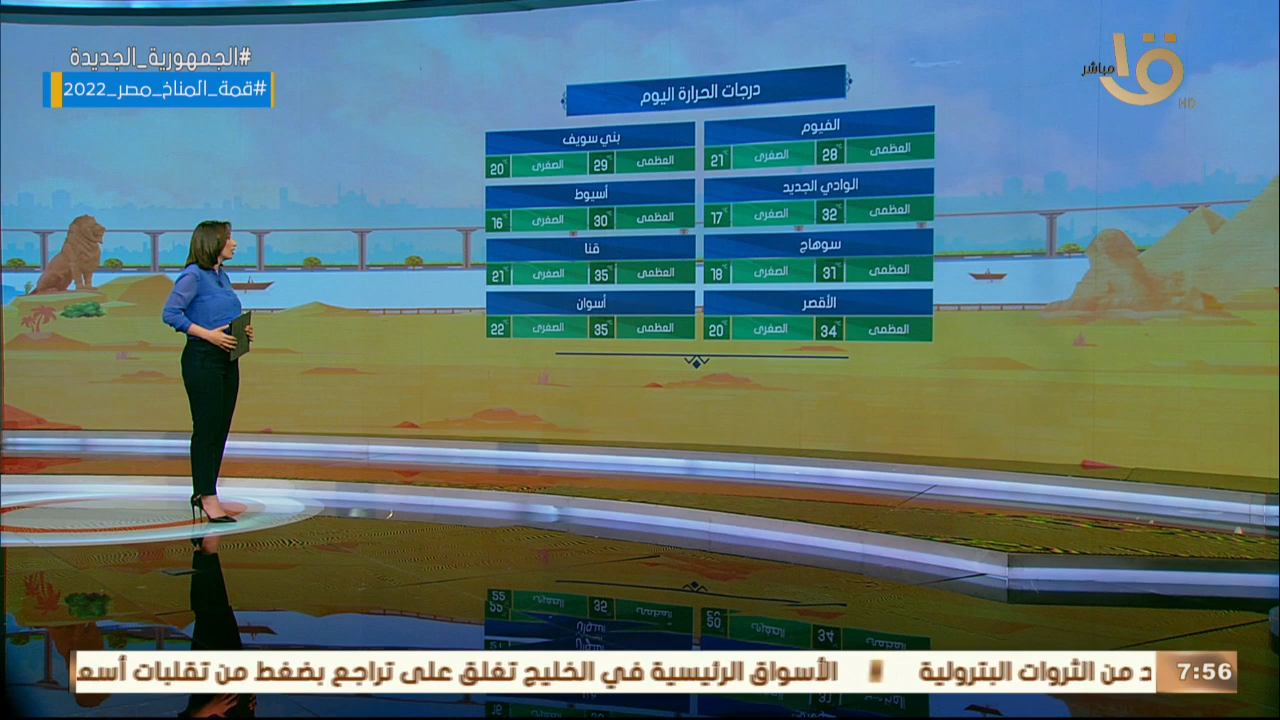 #الجمهورية_الجديدة
#قمة_المناخ_مصر_2022
مباشر
HD
درجات الحرارة اليوم
الفيوم
العظمى 28 الصغرى 21
بني سويف
العظمى 29 الصغرى 20
الوادي الجديد
العظمى 32 الصغرى 17
أسيوط
العظمى 30 الصغرى 16
سوهاج
العظمى 31 الصغرى 18
قنا
العظمى 35 الصغرى 21
الأقصر
العظمى 34 الصغرى 20
أسوان
العظمى 35 الصغرى 22
7:56
د من الثروات البترولية الأسواق الرئيسية في الخليج تغلق على تراجع بضغط من تقلبات أسعا